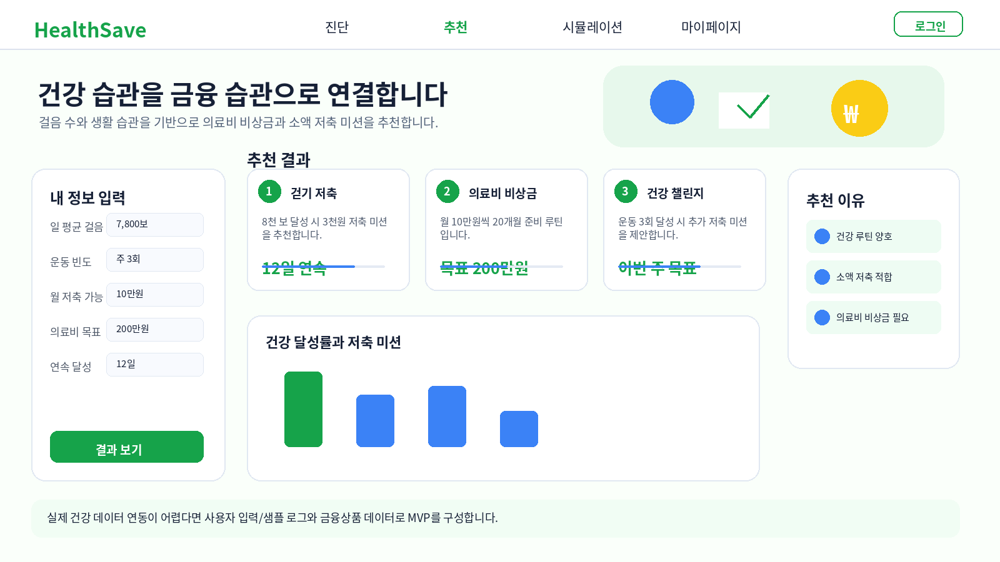 HealthSave
진단
추천
시뮬레이션
마이페이지
로그인
건강 습관을 금융 습관으로 연결합니다
걸음 수와 생활 습관을 기반으로 의료비 비상금과 소액 저축 미션을 추천합니다.
₩
추천 결과
내 정보 입력
일 평균 걸음
7,800보
운동 빈도
주 3회
월 저축 가능
10만원
의료비 목표
200만원
연속 달성
12일
결과 보기
1
걷기 저축
8천 보 달성 시 3천원 저축 미션
을 추천합니다.
12일 연속
2
의료비 비상금
월 10만원씩 20개월 준비 루틴
입니다.
목표 200만원
3
건강 챌린지
운동 3회 달성 시 추가 저축 미션
을 제안합니다.
이번 주 목표
건강 달성률과 저축 미션
추천 이유
건강 루틴 양호
소액 저축 적합
의료비 비상금 필요
실제 건강 데이터 연동이 어렵다면 사용자 입력/샘플 로그와 금융상품 데이터로 MVP를 구성합니다.